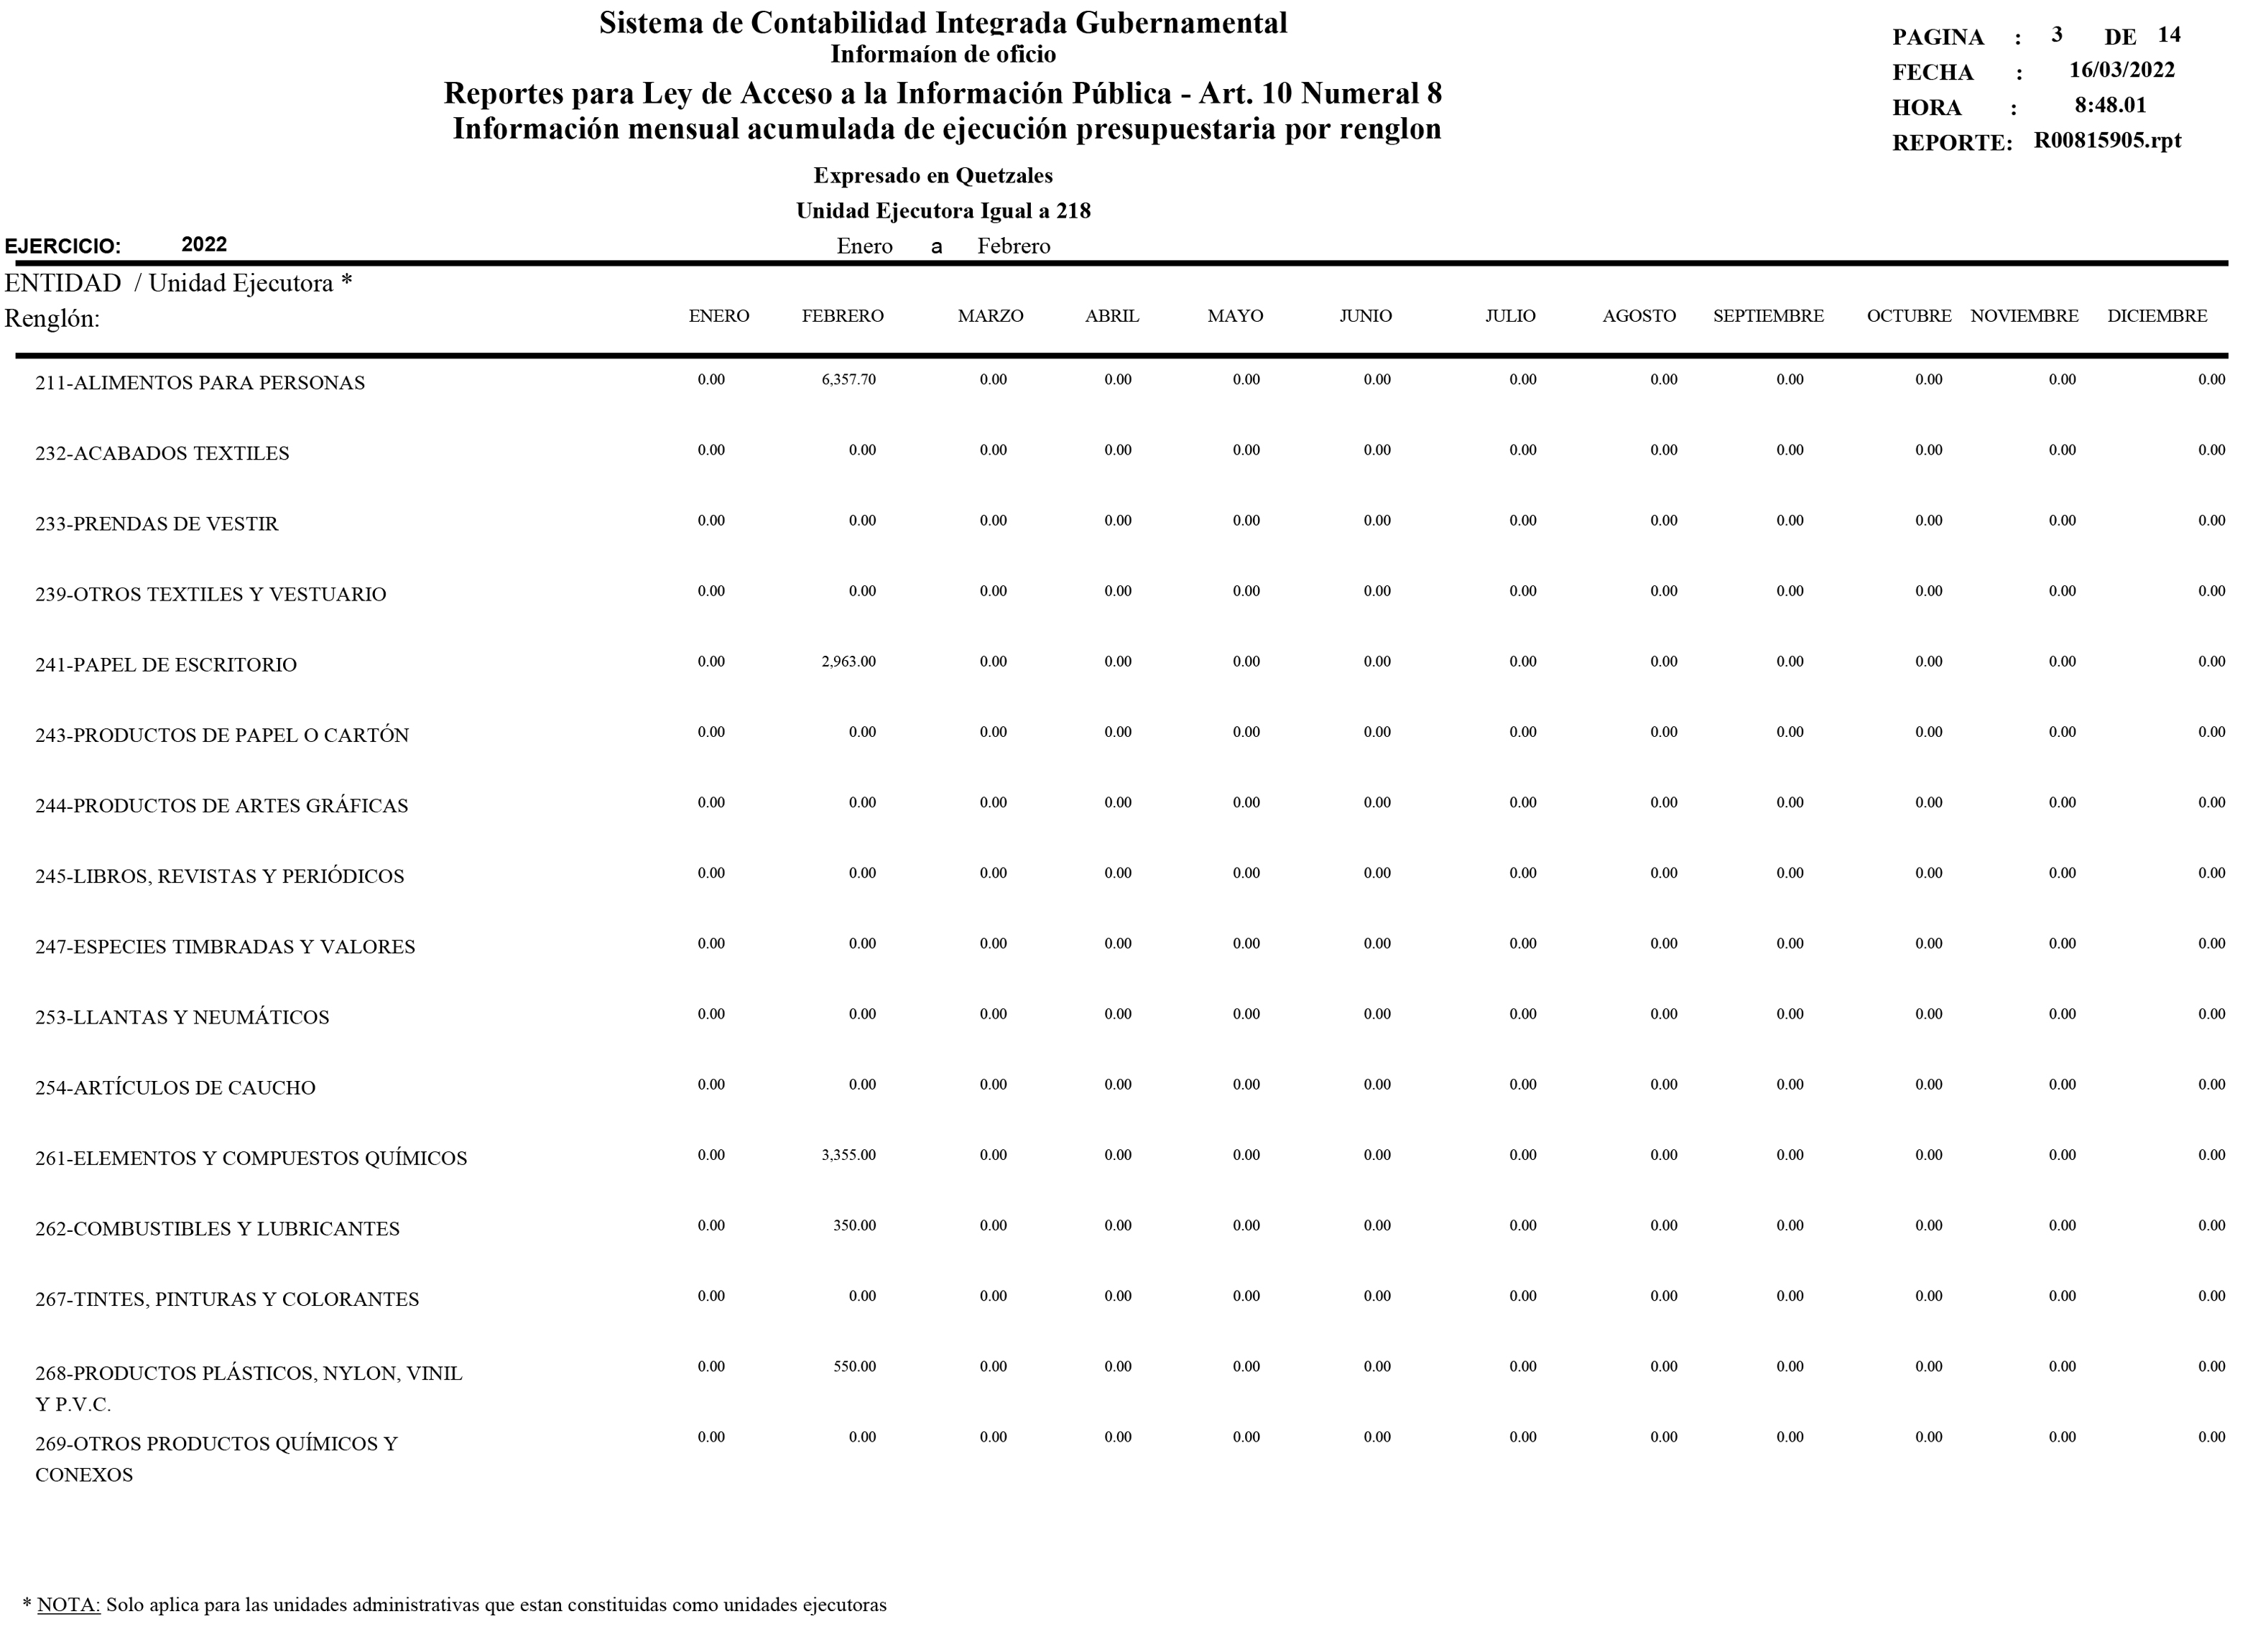 Sistema de Contabilidad Integrada Gubernamental
Informaíon de oficio
Reportes para Ley de Acceso a la Información Pública - Art. 10 Numeral 8
Información mensual acumulada de ejecución presupuestaria por renglon
Expresado en Quetzales
Unidad Ejecutora Igual a 218
PAGINA : 3 DE 14
FECHA : 16/03/2022
HORA : 8:48.01
REPORTE: R00815905.rpt
EJERCICIO: 2022 Enero a Febrero
ENTIDAD / Unidad Ejecutora *
Renglón: ENERO FEBRERO MARZO ABRIL MAYO JUNIO JULIO AGOSTO SEPTIEMBRE OCTUBRE NOVIEMBRE DICIEMBRE
211-ALIMENTOS PARA PERSONAS 0.00 6,357.70 0.00 0.00 0.00 0.00 0.00 0.00 0.00 0.00 0.00 0.00
232-ACABADOS TEXTILES 0.00 0.00 0.00 0.00 0.00 0.00 0.00 0.00 0.00 0.00 0.00 0.00
233-PRENDAS DE VESTIR 0.00 0.00 0.00 0.00 0.00 0.00 0.00 0.00 0.00 0.00 0.00 0.00
239-OTROS TEXTILES Y VESTUARIO 0.00 0.00 0.00 0.00 0.00 0.00 0.00 0.00 0.00 0.00 0.00 0.00
241-PAPEL DE ESCRITORIO 0.00 2,963.00 0.00 0.00 0.00 0.00 0.00 0.00 0.00 0.00 0.00 0.00
243-PRODUCTOS DE PAPEL O CARTÓN 0.00 0.00 0.00 0.00 0.00 0.00 0.00 0.00 0.00 0.00 0.00 0.00
244-PRODUCTOS DE ARTES GRÁFICAS 0.00 0.00 0.00 0.00 0.00 0.00 0.00 0.00 0.00 0.00 0.00 0.00
245-LIBROS, REVISTAS Y PERIÓDICOS 0.00 0.00 0.00 0.00 0.00 0.00 0.00 0.00 0.00 0.00 0.00 0.00
247-ESPECIES TIMBRADAS Y VALORES 0.00 0.00 0.00 0.00 0.00 0.00 0.00 0.00 0.00 0.00 0.00 0.00
253-LLANTAS Y NEUMÁTICOS 0.00 0.00 0.00 0.00 0.00 0.00 0.00 0.00 0.00 0.00 0.00 0.00
254-ARTÍCULOS DE CAUCHO 0.00 0.00 0.00 0.00 0.00 0.00 0.00 0.00 0.00 0.00 0.00 0.00
261-ELEMENTOS Y COMPUESTOS QUÍMICOS 0.00 3,355.00 0.00 0.00 0.00 0.00 0.00 0.00 0.00 0.00 0.00 0.00
262-COMBUSTIBLES Y LUBRICANTES 0.00 350.00 0.00 0.00 0.00 0.00 0.00 0.00 0.00 0.00 0.00 0.00
267-TINTES, PINTURAS Y COLORANTES 0.00 0.00 0.00 0.00 0.00 0.00 0.00 0.00 0.00 0.00 0.00 0.00
268-PRODUCTOS PLÁSTICOS, NYLON, VINIL 0.00 550.00 0.00 0.00 0.00 0.00 0.00 0.00 0.00 0.00 0.00 0.00
Y P.V.C.
269-OTROS PRODUCTOS QUÍMICOS Y 0.00 0.00 0.00 0.00 0.00 0.00 0.00 0.00 0.00 0.00 0.00 0.00
CONEXOS
* NOTA: Solo aplica para las unidades administrativas que estan constituidas como unidades ejecutoras